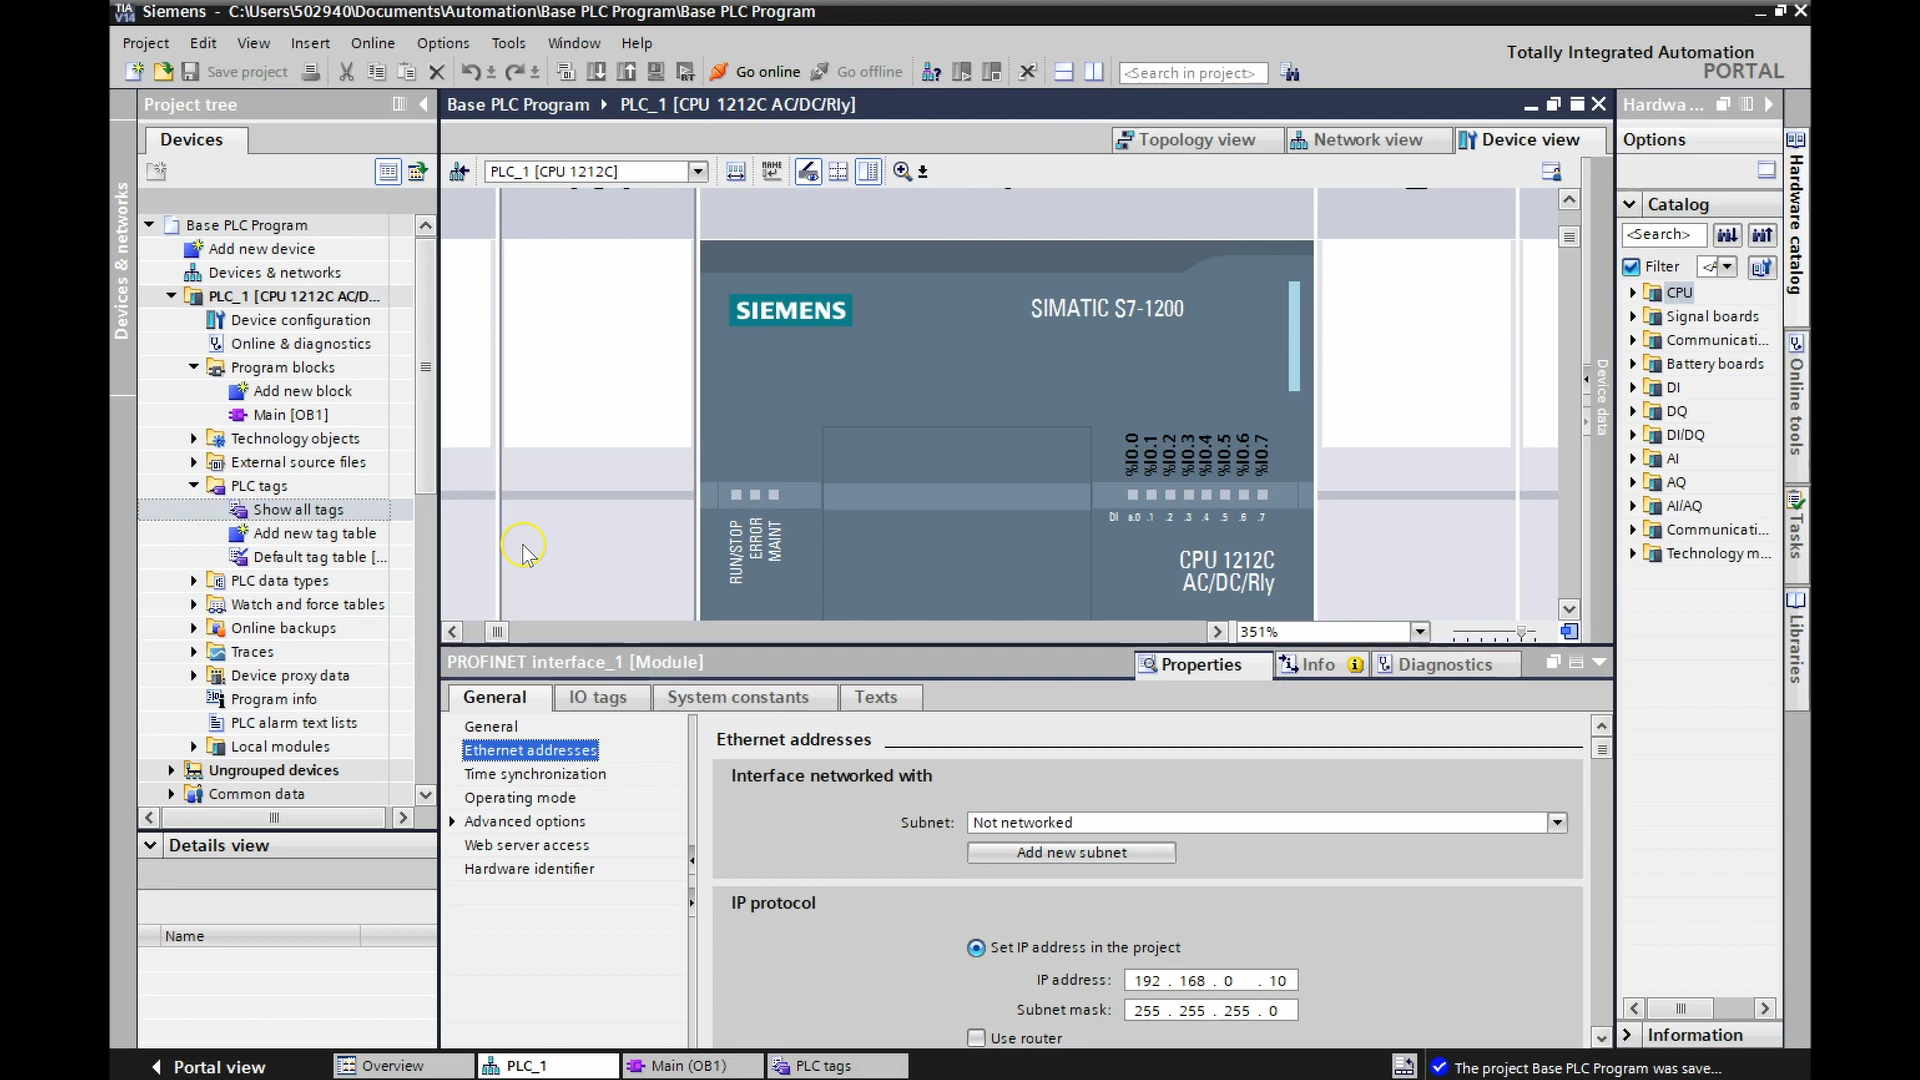 TIA V14
Siemens - C:\Users\502940\Documents\Automation\Base PLC Program\Base PLC Program
Project Edit View Insert Online Options Tools Window Help
Totally Integrated Automation
PORTAL
Save project
Go online
Go offline
<Search in project>
Project tree
Base PLC Program PLC_1 [CPU 1212C AC/DC/Rly]
Hardwa ...
Devices
Topology view
Network view
Device view
Options
PLC_1 [CPU 1212C]
Devices & networks
Base PLC Program
Add new device
Devices & networks
PLC_1 [CPU 1212C AC/D...
Device configuration
Online & diagnostics
Program blocks
Add new block
Main [OB1]
Technology objects
External source files
PLC tags
Show all tags
Add new tag table
Default tag table [...
PLC data types
Watch and force tables
Online backups
Traces
Device proxy data
Program info
PLC alarm text lists
Local modules
Ungrouped devices
Common data
Details view
Name
SIEMENS
SIMATIC S7-1200
%I0.0
%I0.1
%I0.2
%I0.3
%I0.4
%I0.5
%I0.6
%I0.7
DI a.0 .1 .2 .3 .4 .5 .6 .7
RUN/STOP
ERROR
MAINT
CPU 1212C
AC/DC/Rly
Device data
351%
PROFINET interface_1 [Module]
Properties
Info
Diagnostics
General
IO tags
System constants
Texts
General
Ethernet addresses
Time synchronization
Operating mode
Advanced options
Web server access
Hardware identifier
Ethernet addresses
Interface networked with
Subnet: Not networked
Add new subnet
IP protocol
Set IP address in the project
IP address: 192 . 168 . 0 . 10
Subnet mask: 255 . 255 . 255 . 0
Use router
Catalog
<Search>
Filter
CPU
Signal boards
Communicati...
Battery boards
DI
DQ
DI/DQ
AI
AQ
AI/AQ
Communicati...
Technology m...
Information
Hardware catalog
Online tools
Tasks
Libraries
Portal view
Overview
PLC_1
Main (OB1)
PLC tags
The project Base PLC Program was save...